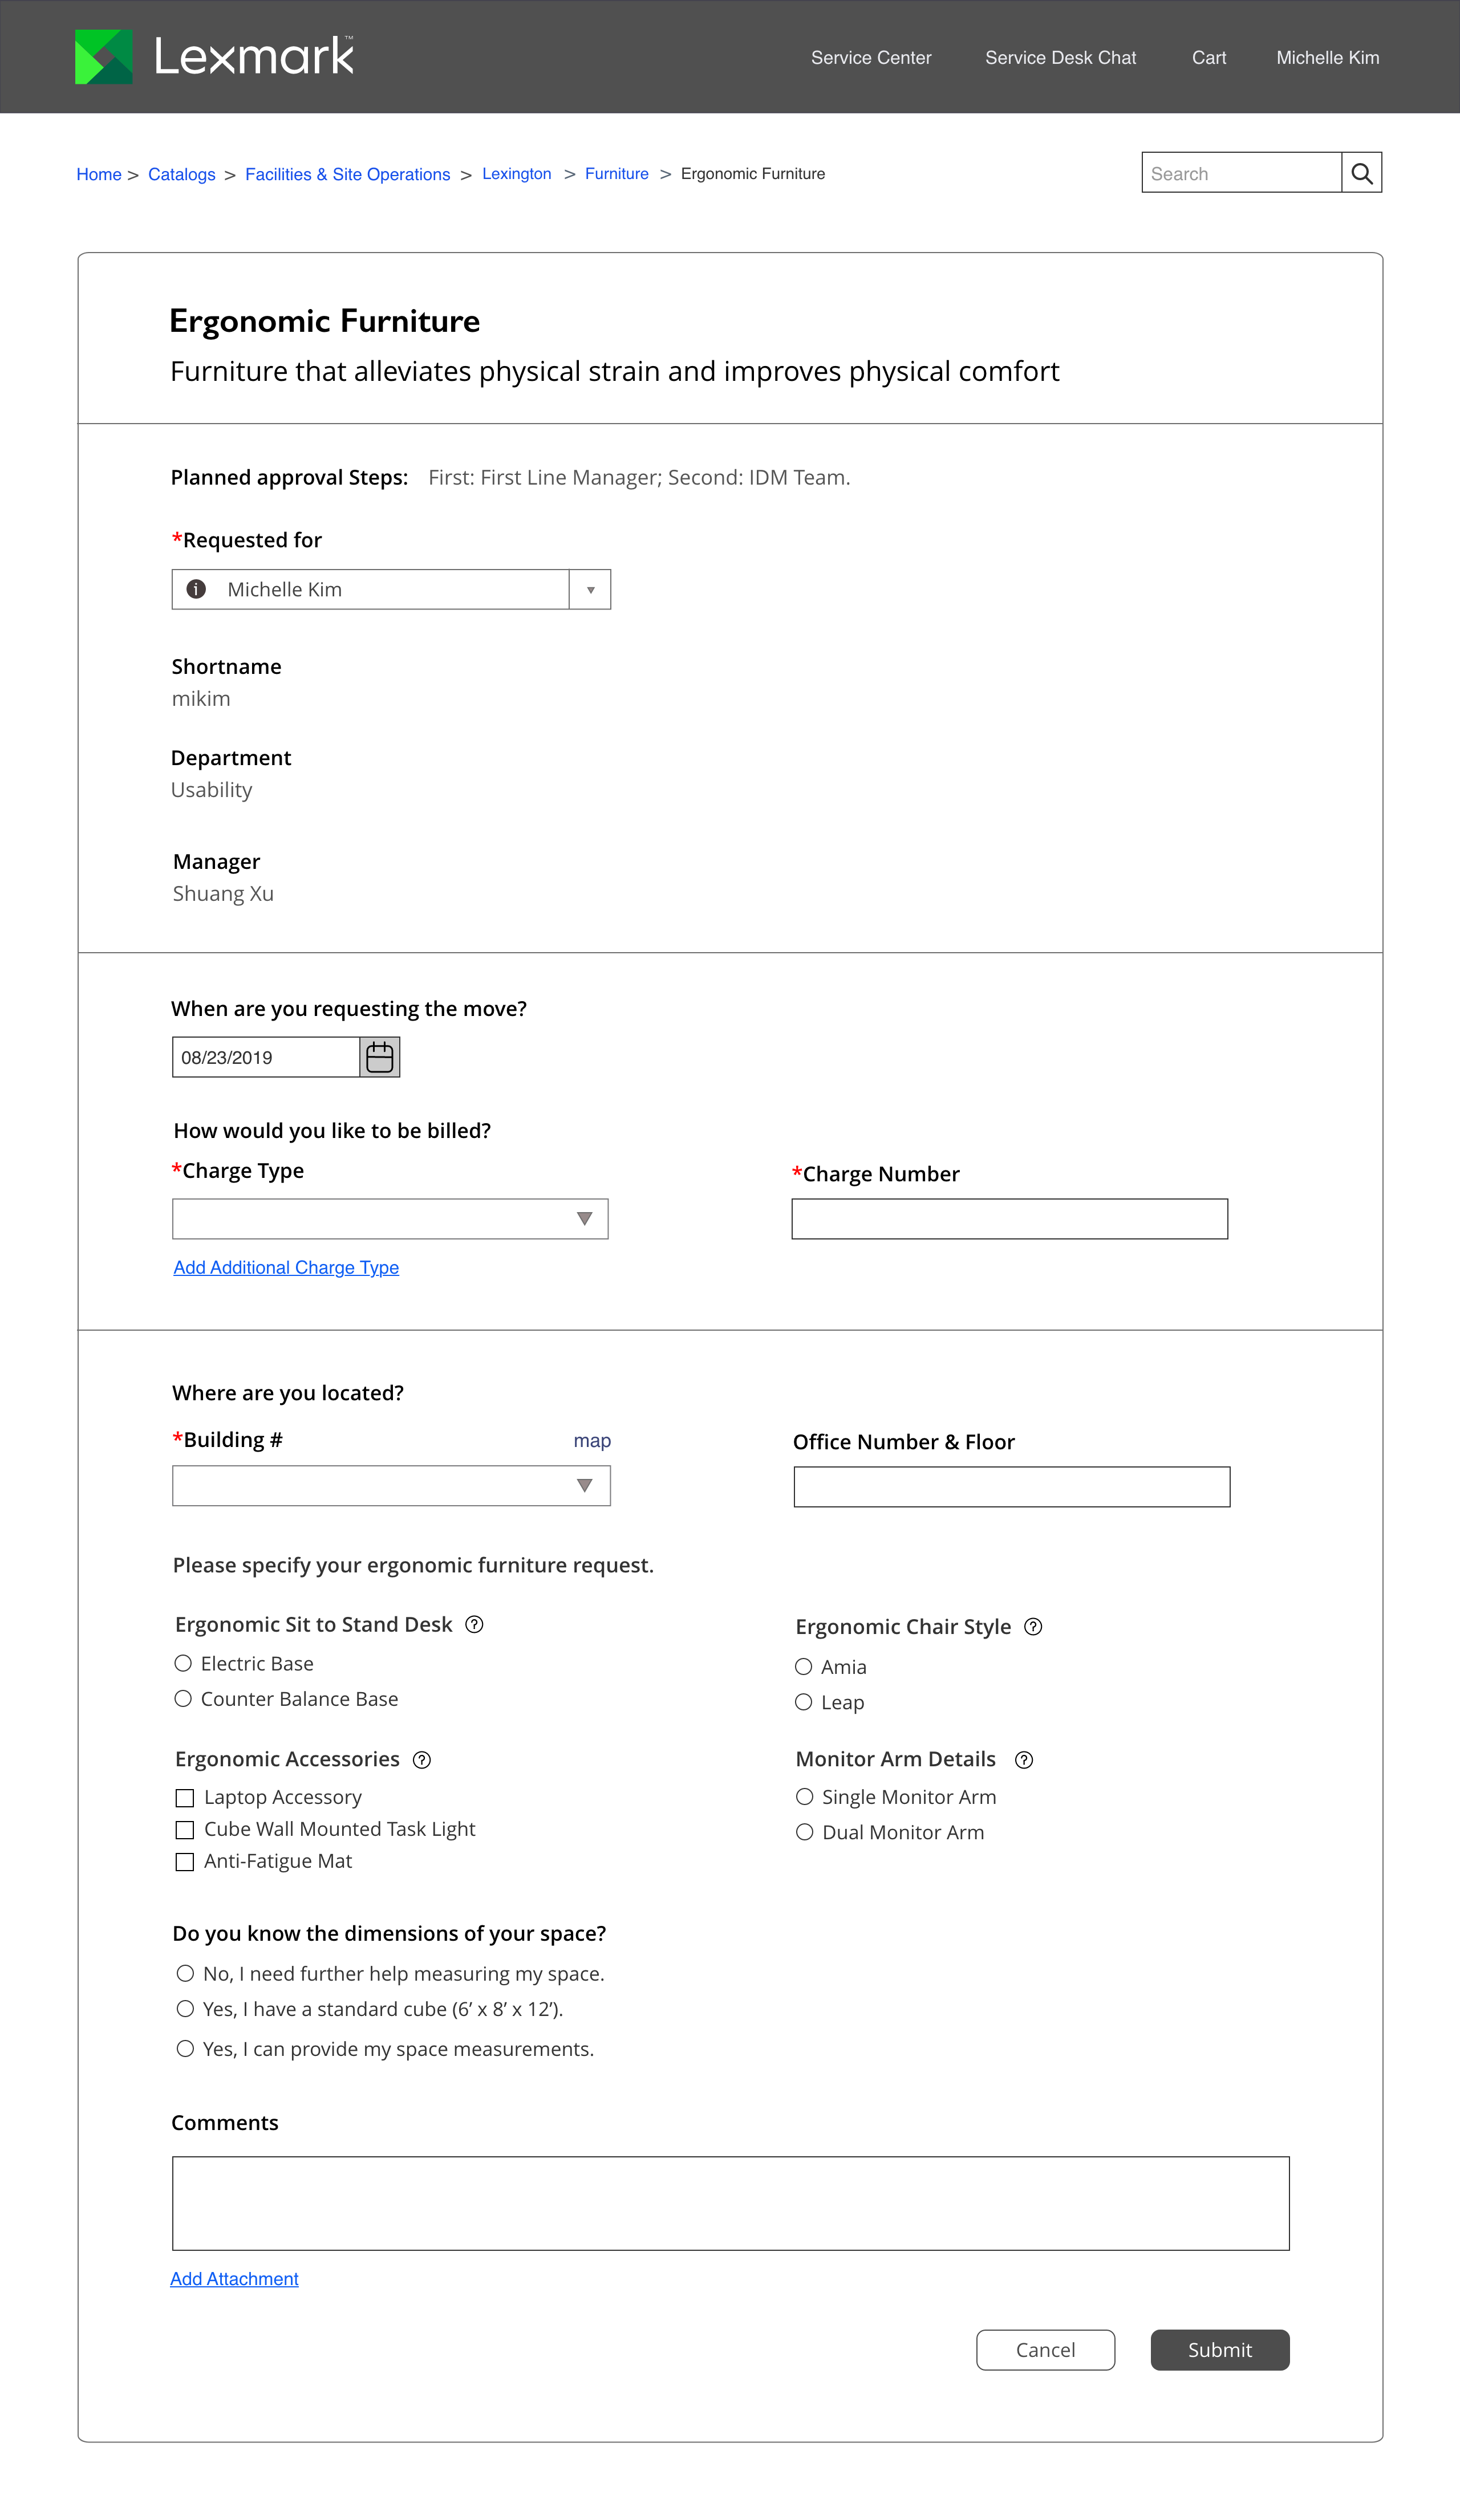 Lexmark™
Service Center Service Desk Chat Cart Michelle Kim
Home > Catalogs > Facilities & Site Operations > Lexington > Furniture > Ergonomic Furniture
Search
Ergonomic Furniture
Furniture that alleviates physical strain and improves physical comfort
Planned approval Steps: First: First Line Manager; Second: IDM Team.
*Requested for
Michelle Kim
Shortname
mikim
Department
Usability
Manager
Shuang Xu
When are you requesting the move?
08/23/2019
How would you like to be billed?
*Charge Type
*Charge Number
Add Additional Charge Type
Where are you located?
*Building # map
Office Number & Floor
Please specify your ergonomic furniture request.
Ergonomic Sit to Stand Desk
Electric Base
Counter Balance Base
Ergonomic Chair Style
Amia
Leap
Ergonomic Accessories
Laptop Accessory
Cube Wall Mounted Task Light
Anti-Fatigue Mat
Monitor Arm Details
Single Monitor Arm
Dual Monitor Arm
Do you know the dimensions of your space?
No, I need further help measuring my space.
Yes, I have a standard cube (6’ x 8’ x 12’).
Yes, I can provide my space measurements.
Comments
Add Attachment
Cancel Submit